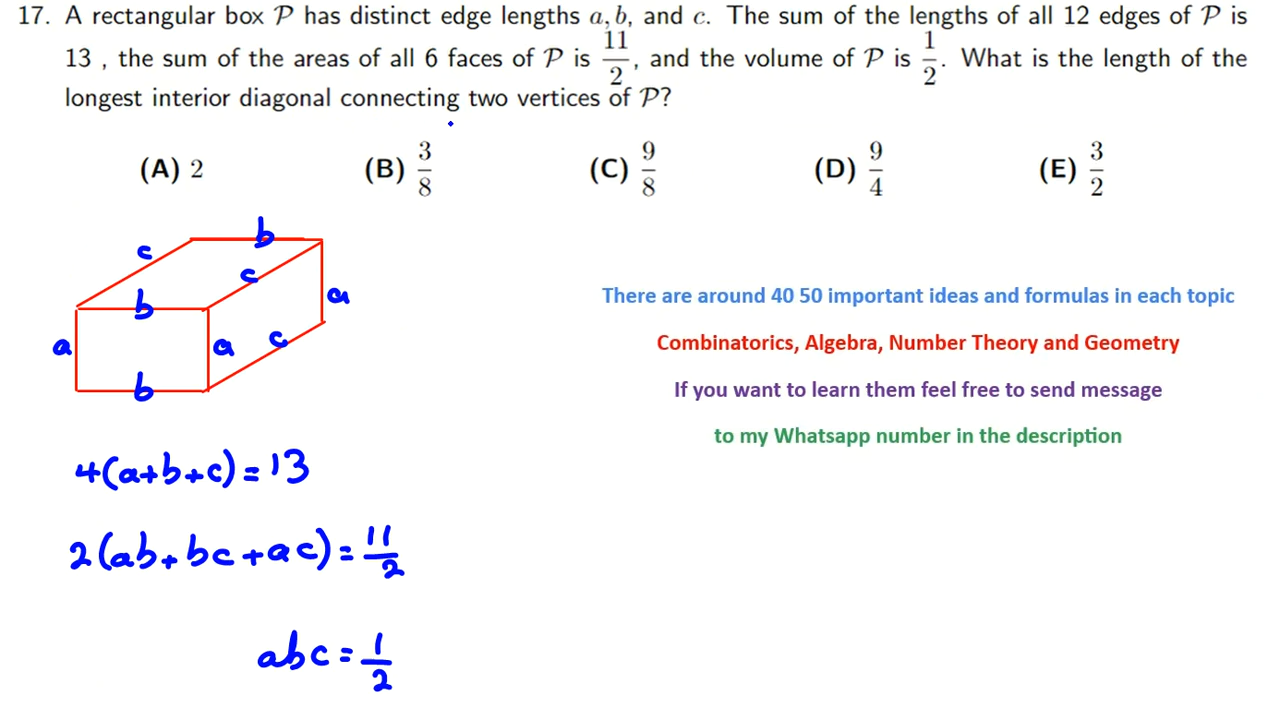 17. A rectangular box P has distinct edge lengths a, b, and c. The sum of the lengths of all 12 edges of P is
13 , the sum of the areas of all 6 faces of P is 11/2, and the volume of P is 1/2. What is the length of the
longest interior diagonal connecting two vertices of P?
(A) 2 (B) 3/8 (C) 9/8 (D) 9/4 (E) 3/2
b
c
c
b
a
a
a
c
b
There are around 40 50 important ideas and formulas in each topic
Combinatorics, Algebra, Number Theory and Geometry
If you want to learn them feel free to send message
to my Whatsapp number in the description
4(a+b+c)=13
2(ab+bc+ac)=11/2
abc=1/2